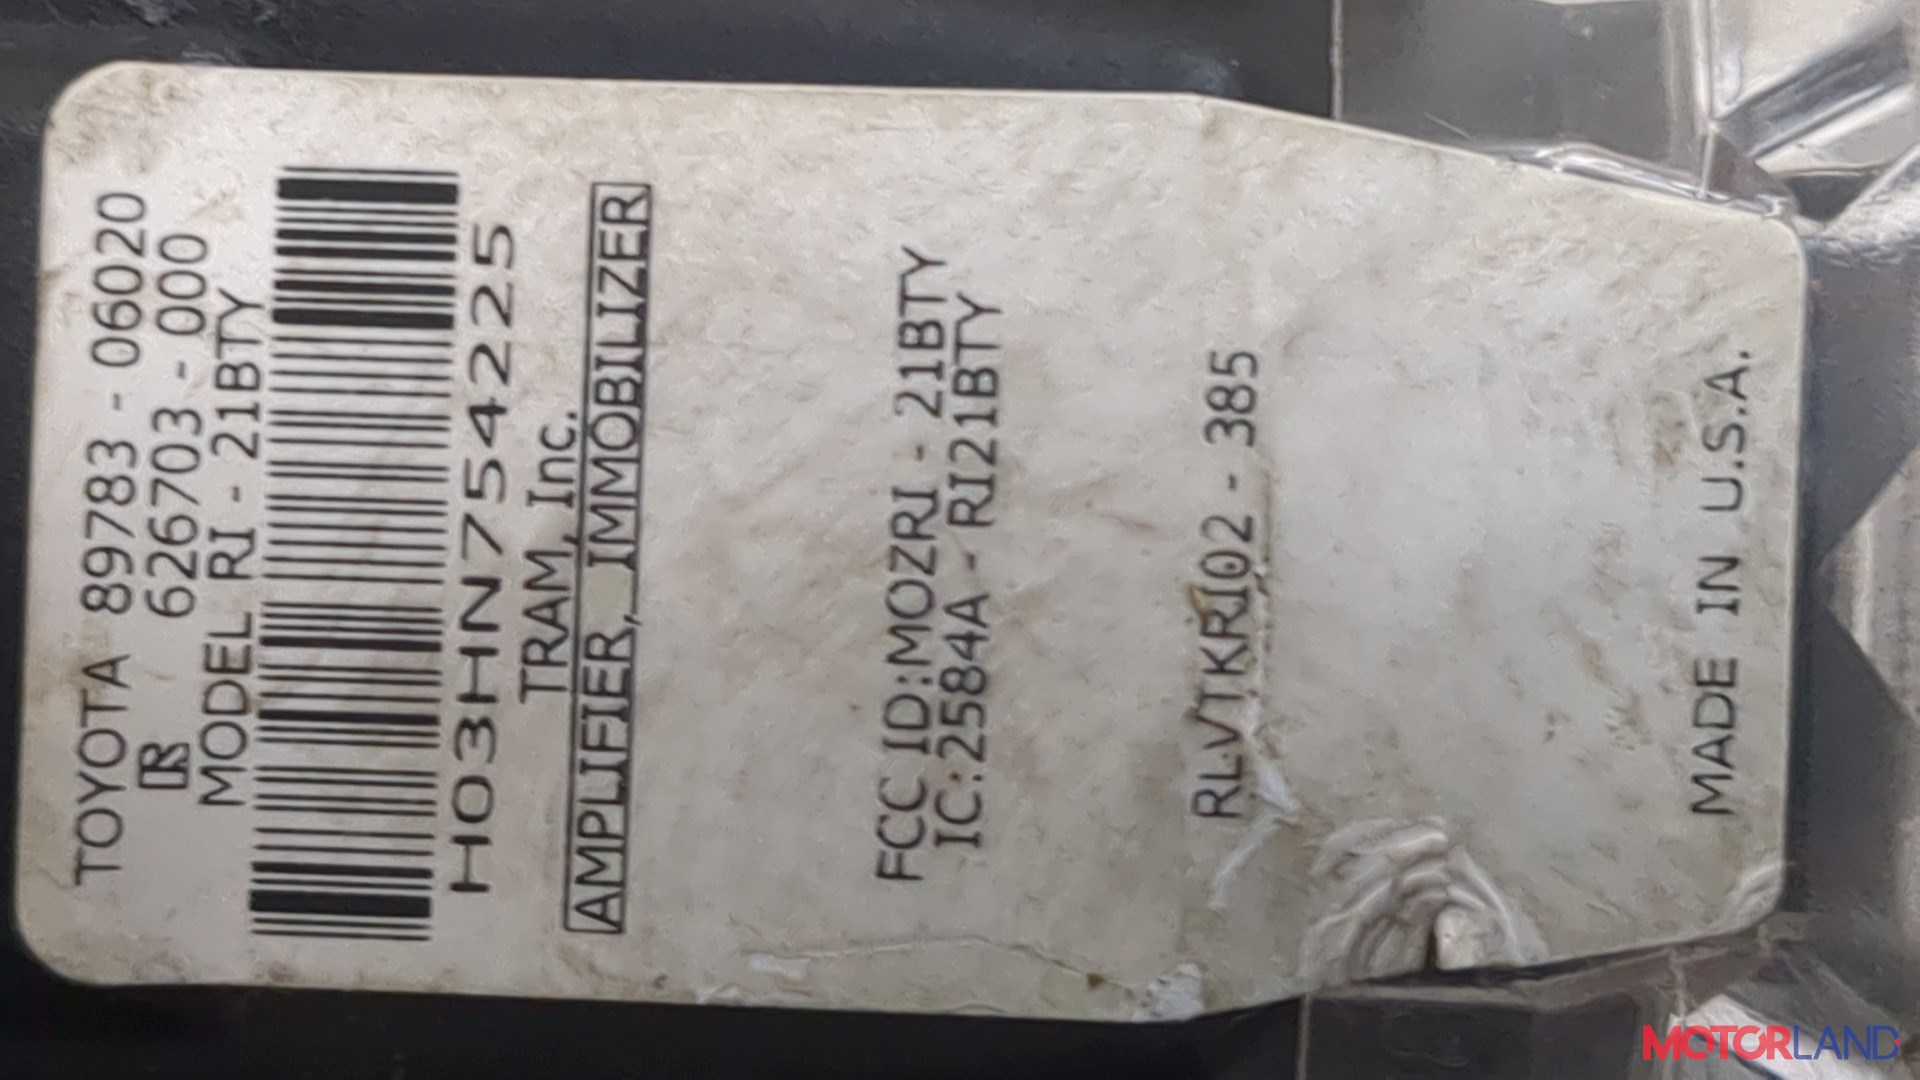 TOYOTA 89783 - 06020
R 626703 - 000
MODEL RI - 21BTY
H03HN754225
TRAM, Inc.
AMPLIFIER, IMMOBILIZER
FCC ID:MOZRI - 21BTY
IC:2584A - RI21BTY
RLVTKRI02 - 385
MADE IN U.S.A.
MOTORLAND